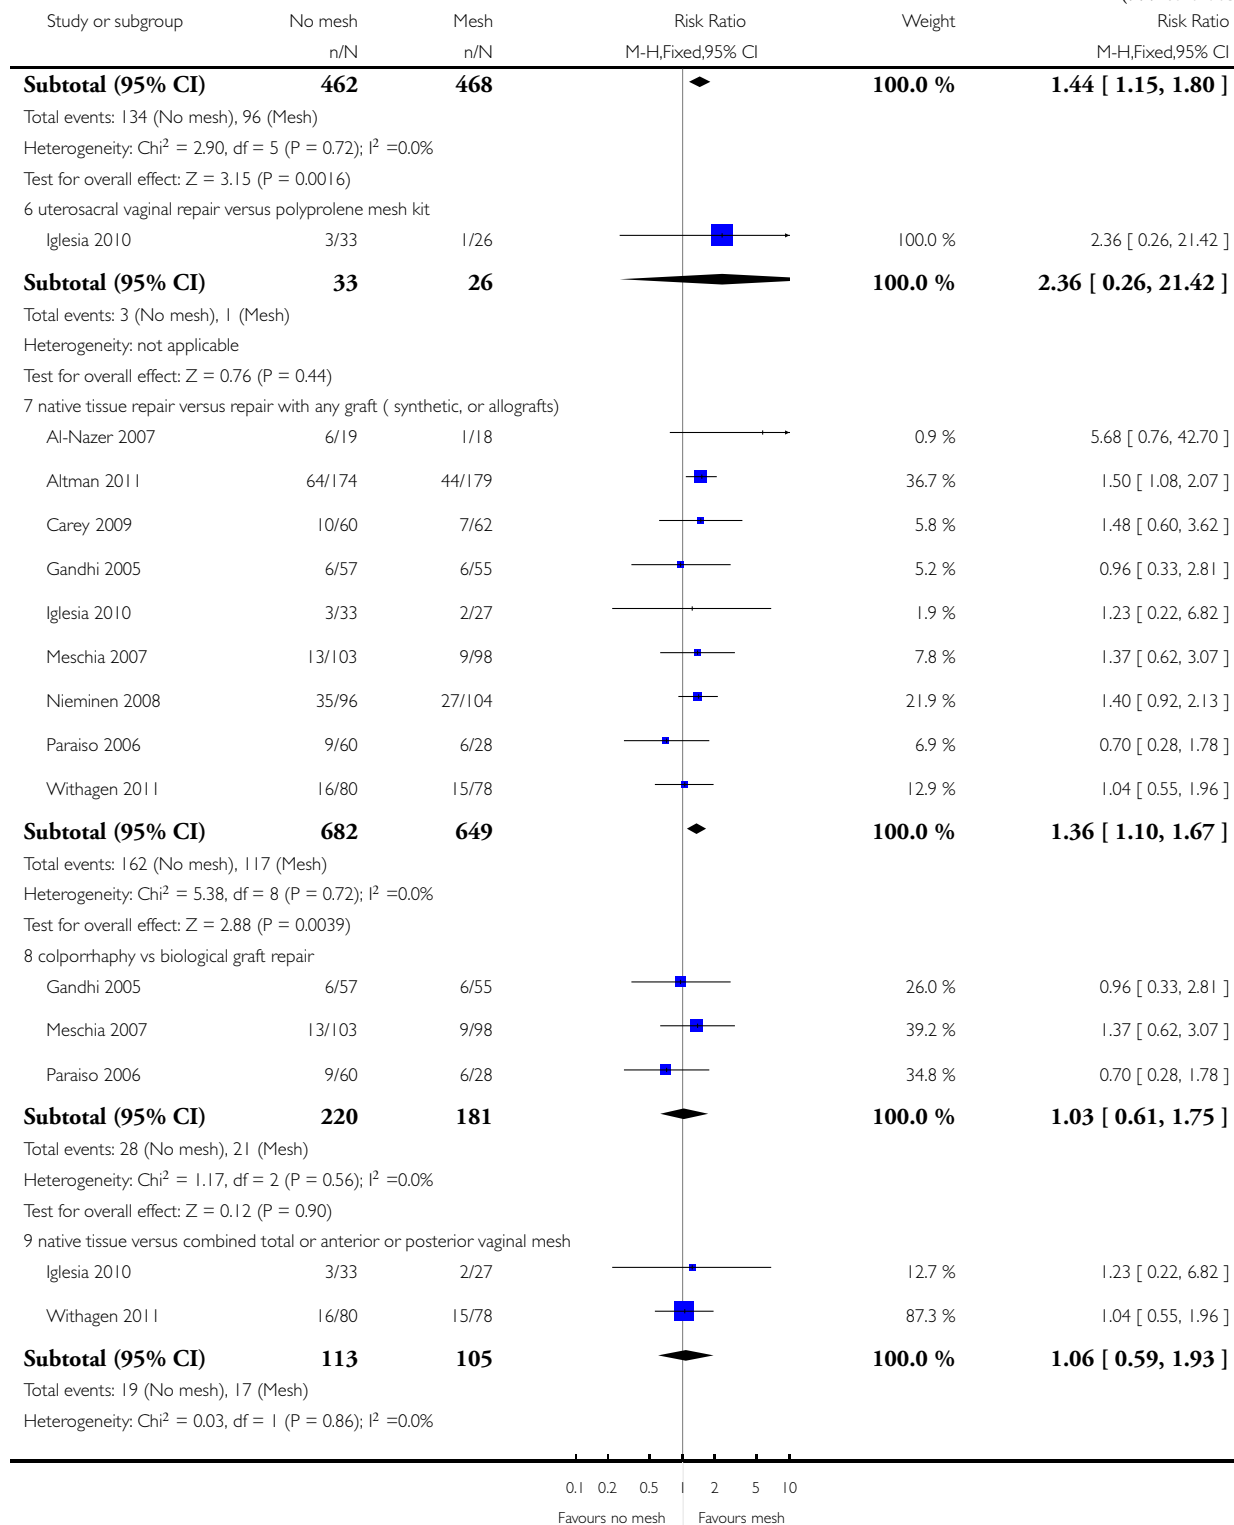 Study or subgroup No mesh Mesh Risk Ratio Weight Risk Ratio
n/N n/N M-H,Fixed,95% CI M-H,Fixed,95% CI
Subtotal (95% CI) 462 468 100.0 % 1.44 [ 1.15, 1.80 ]
Total events: 134 (No mesh), 96 (Mesh)
Heterogeneity: Chi² = 2.90, df = 5 (P = 0.72); I² =0.0%
Test for overall effect: Z = 3.15 (P = 0.0016)
6 uterosacral vaginal repair versus polyprolene mesh kit
Iglesia 2010 3/33 1/26 100.0 % 2.36 [ 0.26, 21.42 ]
Subtotal (95% CI) 33 26 100.0 % 2.36 [ 0.26, 21.42 ]
Total events: 3 (No mesh), 1 (Mesh)
Heterogeneity: not applicable
Test for overall effect: Z = 0.76 (P = 0.44)
7 native tissue repair versus repair with any graft ( synthetic, or allografts)
Al-Nazer 2007 6/19 1/18 0.9 % 5.68 [ 0.76, 42.70 ]
Altman 2011 64/174 44/179 36.7 % 1.50 [ 1.08, 2.07 ]
Carey 2009 10/60 7/62 5.8 % 1.48 [ 0.60, 3.62 ]
Gandhi 2005 6/57 6/55 5.2 % 0.96 [ 0.33, 2.81 ]
Iglesia 2010 3/33 2/27 1.9 % 1.23 [ 0.22, 6.82 ]
Meschia 2007 13/103 9/98 7.8 % 1.37 [ 0.62, 3.07 ]
Nieminen 2008 35/96 27/104 21.9 % 1.40 [ 0.92, 2.13 ]
Paraiso 2006 9/60 6/28 6.9 % 0.70 [ 0.28, 1.78 ]
Withagen 2011 16/80 15/78 12.9 % 1.04 [ 0.55, 1.96 ]
Subtotal (95% CI) 682 649 100.0 % 1.36 [ 1.10, 1.67 ]
Total events: 162 (No mesh), 117 (Mesh)
Heterogeneity: Chi² = 5.38, df = 8 (P = 0.72); I² =0.0%
Test for overall effect: Z = 2.88 (P = 0.0039)
8 colporrhaphy vs biological graft repair
Gandhi 2005 6/57 6/55 26.0 % 0.96 [ 0.33, 2.81 ]
Meschia 2007 13/103 9/98 39.2 % 1.37 [ 0.62, 3.07 ]
Paraiso 2006 9/60 6/28 34.8 % 0.70 [ 0.28, 1.78 ]
Subtotal (95% CI) 220 181 100.0 % 1.03 [ 0.61, 1.75 ]
Total events: 28 (No mesh), 21 (Mesh)
Heterogeneity: Chi² = 1.17, df = 2 (P = 0.56); I² =0.0%
Test for overall effect: Z = 0.12 (P = 0.90)
9 native tissue versus combined total or anterior or posterior vaginal mesh
Iglesia 2010 3/33 2/27 12.7 % 1.23 [ 0.22, 6.82 ]
Withagen 2011 16/80 15/78 87.3 % 1.04 [ 0.55, 1.96 ]
Subtotal (95% CI) 113 105 100.0 % 1.06 [ 0.59, 1.93 ]
Total events: 19 (No mesh), 17 (Mesh)
Heterogeneity: Chi² = 0.03, df = 1 (P = 0.86); I² =0.0%
0.1 0.2 0.5 1 2 5 10
Favours no mesh Favours mesh